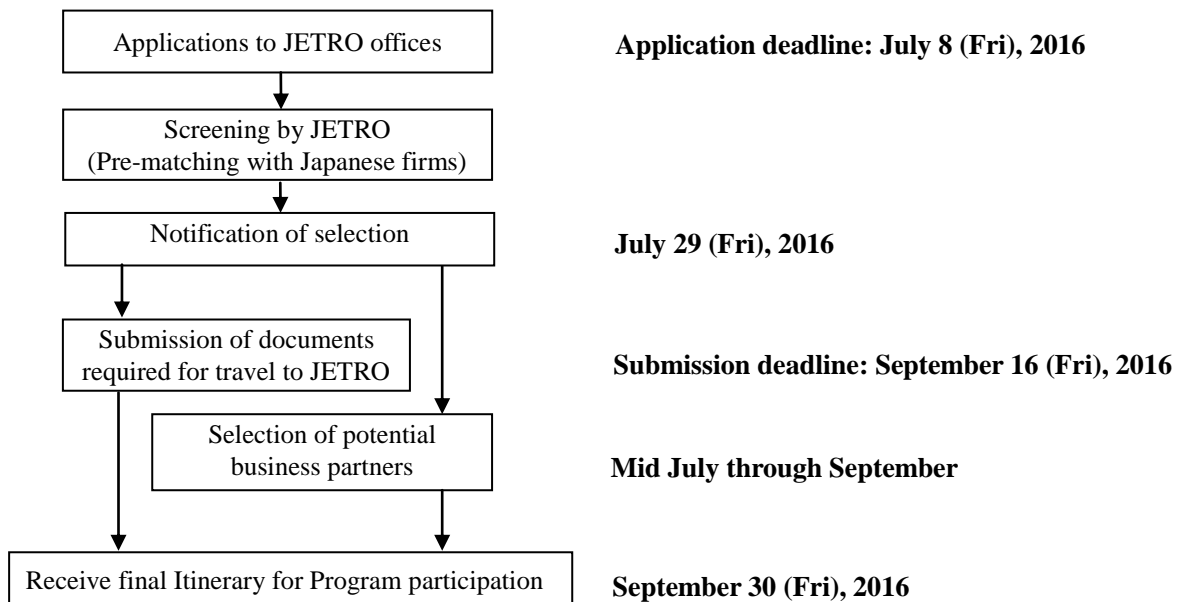 Applications to JETRO offices
Application deadline: July 8 (Fri), 2016
Screening by JETRO
(Pre-matching with Japanese firms)
Notification of selection
July 29 (Fri), 2016
Submission of documents
required for travel to JETRO
Submission deadline: September 16 (Fri), 2016
Selection of potential
business partners
Mid July through September
Receive final Itinerary for Program participation
September 30 (Fri), 2016